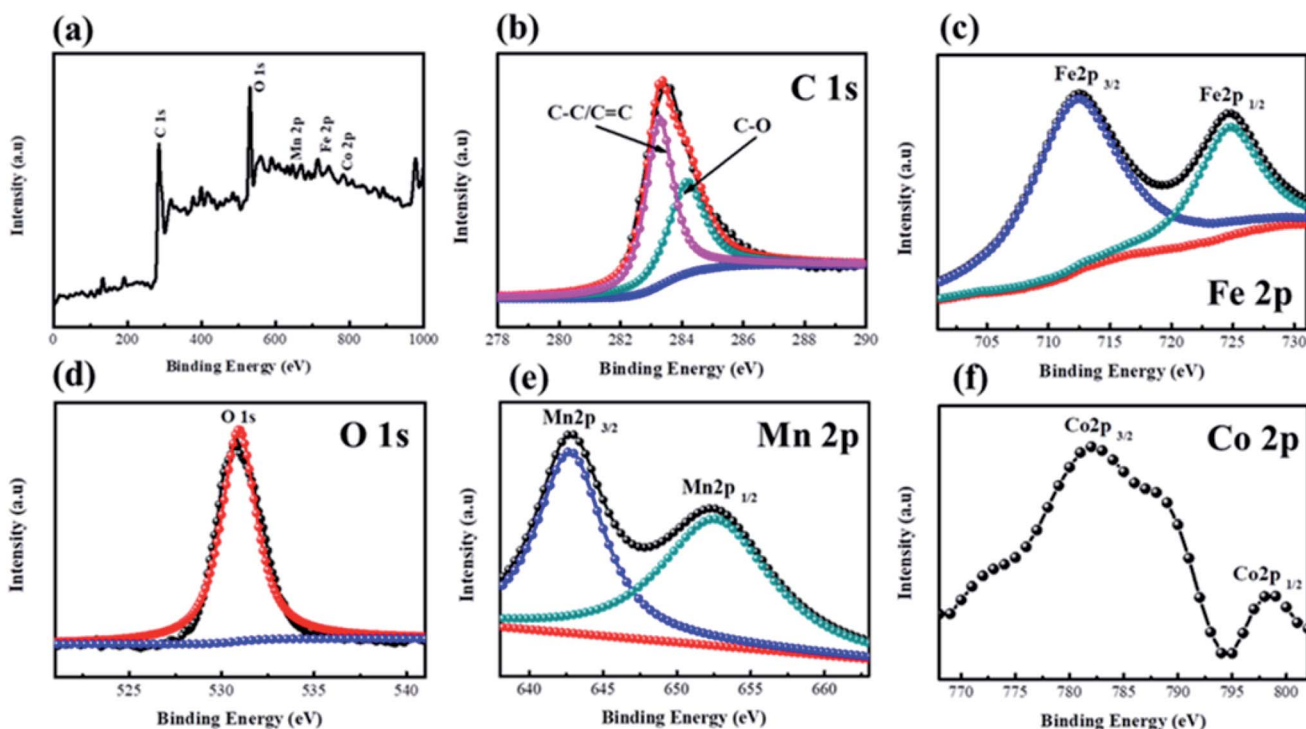 (a)
C 1s
O 1s
Mn 2p
Fe 2p
Co 2p
Intensity (a.u)
0 200 400 600 800 1000
Binding Energy (eV)
(b)
C 1s
C-C/C=C
C-O
Intensity (a.u)
278 280 282 284 286 288 290
Binding Energy (eV)
(c)
Fe2p 3/2
Fe2p 1/2
Fe 2p
Intensity (a.u)
705 710 715 720 725 730
Binding Energy (eV)
(d)
O 1s
O 1s
Intensity (a.u)
525 530 535 540
Binding Energy (eV)
(e)
Mn2p 3/2
Mn 2p
Mn2p 1/2
Intensity (a.u)
640 645 650 655 660
Binding Energy (eV)
(f)
Co2p 3/2
Co 2p
Co2p 1/2
Intensity (a.u)
770 775 780 785 790 795 800
Binding Energy (eV)